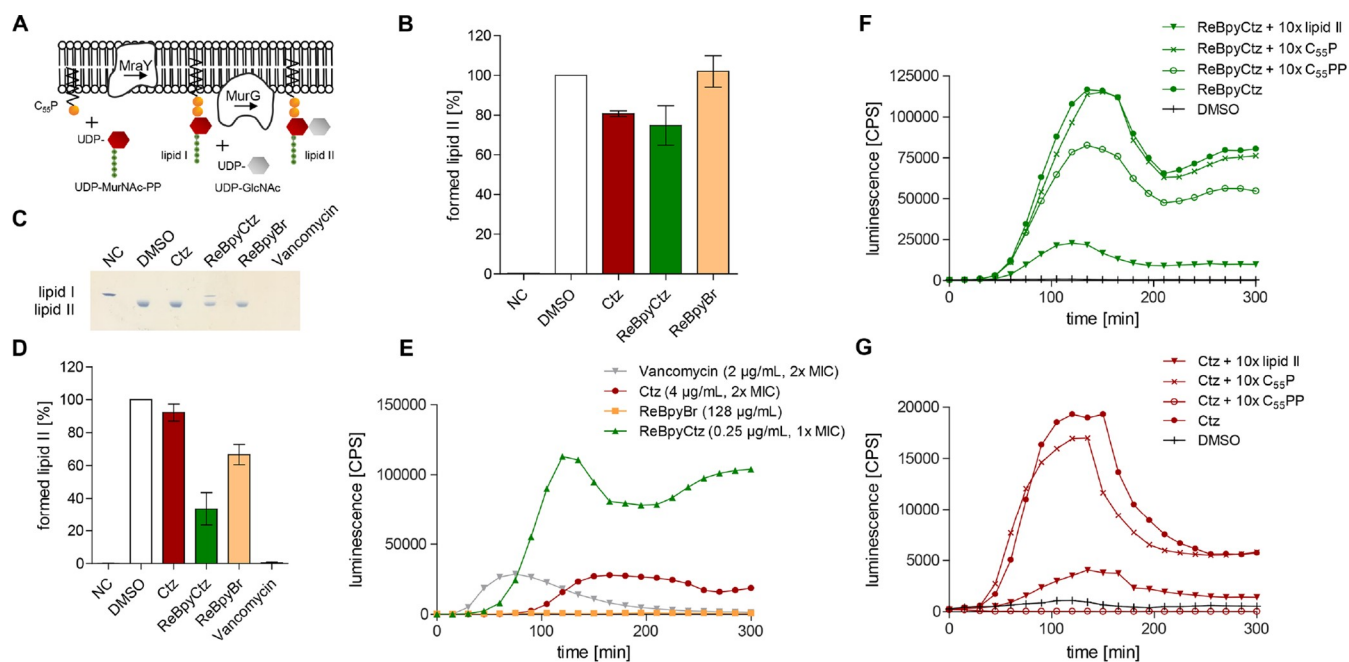 A
MraY
C55P
MurG
+
UDP-
lipid I
+
UDP-
lipid II
UDP-MurNAc-PP
UDP-GlcNAc
B
formed lipid II [%]
120
100
80
60
40
20
0
NC
DMSO
Ctz
ReBpyCtz
ReBpyBr
C
NC
DMSO
Ctz
ReBpyCtz
ReBpyBr
Vancomycin
lipid I
lipid II
D
formed lipid II [%]
120
100
80
60
40
20
0
NC
DMSO
Ctz
ReBpyCtz
ReBpyBr
Vancomycin
E
Vancomycin (2 µg/mL, 2x MIC)
Ctz (4 µg/mL, 2x MIC)
ReBpyBr (128 µg/mL)
ReBpyCtz (0.25 µg/mL, 1x MIC)
luminescence [CPS]
150000
100000
50000
0
0
100
200
300
time [min]
F
ReBpyCtz + 10x lipid II
ReBpyCtz + 10x C55P
ReBpyCtz + 10x C55PP
ReBpyCtz
DMSO
luminescence [CPS]
125000
100000
75000
50000
25000
0
0
100
200
300
time [min]
G
Ctz + 10x lipid II
Ctz + 10x C55P
Ctz + 10x C55PP
Ctz
DMSO
luminescence [CPS]
20000
15000
10000
5000
0
0
100
200
300
time [min]